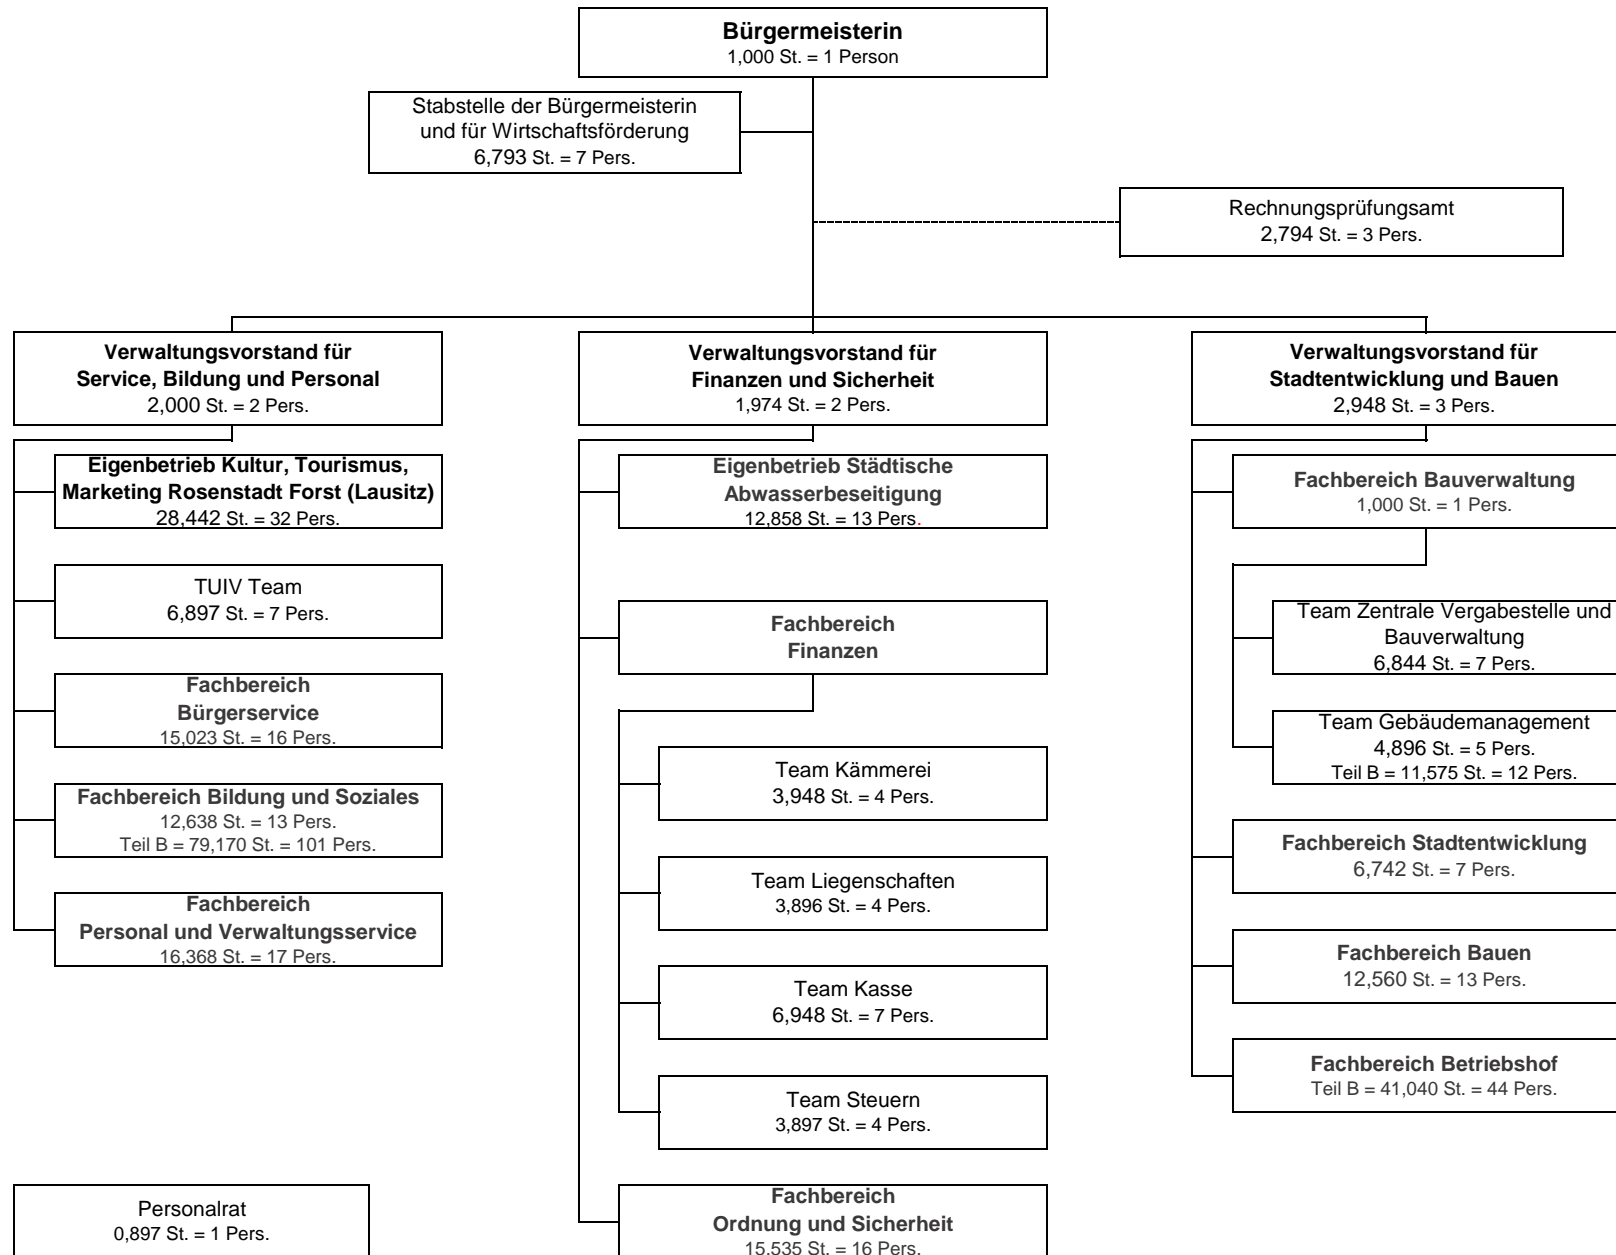 Bürgermeisterin
1,000 St. = 1 Person
Stabstelle der Bürgermeisterin
und für Wirtschaftsförderung
6,793 St. = 7 Pers.
Rechnungsprüfungsamt
2,794 St. = 3 Pers.
Verwaltungsvorstand für
Service, Bildung und Personal
2,000 St. = 2 Pers.
Eigenbetrieb Kultur, Tourismus,
Marketing Rosenstadt Forst (Lausitz)
28,442 St. = 32 Pers.
TUIV Team
6,897 St. = 7 Pers.
Fachbereich
Bürgerservice
15,023 St. = 16 Pers.
Fachbereich Bildung und Soziales
12,638 St. = 13 Pers.
Teil B = 79,170 St. = 101 Pers.
Fachbereich
Personal und Verwaltungsservice
16,368 St. = 17 Pers.
Personalrat
0,897 St. = 1 Pers.
Verwaltungsvorstand für
Finanzen und Sicherheit
1,974 St. = 2 Pers.
Eigenbetrieb Städtische
Abwasserbeseitigung
12,858 St. = 13 Pers.
Fachbereich
Finanzen
Team Kämmerei
3,948 St. = 4 Pers.
Team Liegenschaften
3,896 St. = 4 Pers.
Team Kasse
6,948 St. = 7 Pers.
Team Steuern
3,897 St. = 4 Pers.
Fachbereich
Ordnung und Sicherheit
15,535 St. = 16 Pers.
Verwaltungsvorstand für
Stadtentwicklung und Bauen
2,948 St. = 3 Pers.
Fachbereich Bauverwaltung
1,000 St. = 1 Pers.
Team Zentrale Vergabestelle und
Bauverwaltung
6,844 St. = 7 Pers.
Team Gebäudemanagement
4,896 St. = 5 Pers.
Teil B = 11,575 St. = 12 Pers.
Fachbereich Stadtentwicklung
6,742 St. = 7 Pers.
Fachbereich Bauen
12,560 St. = 13 Pers.
Fachbereich Betriebshof
Teil B = 41,040 St. = 44 Pers.